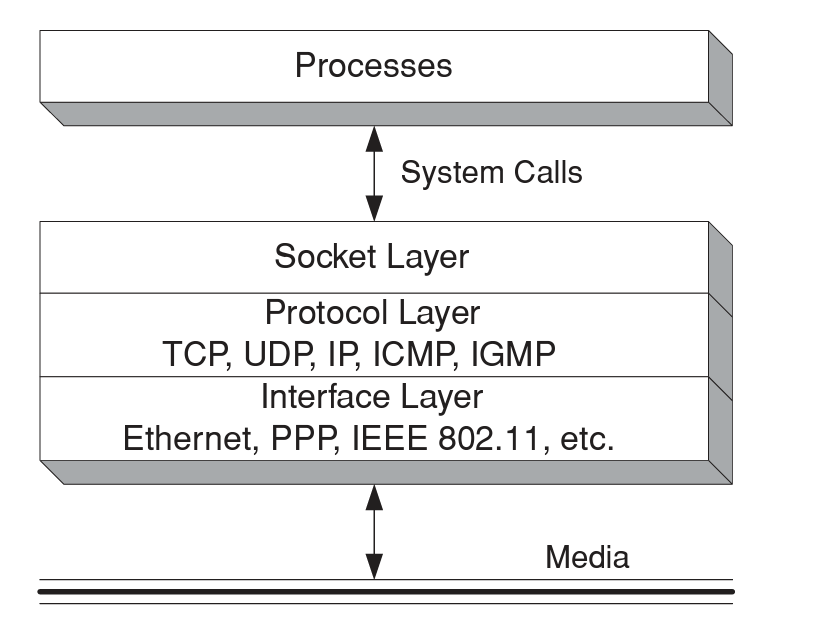 Processes
System Calls
Socket Layer
Protocol Layer
TCP, UDP, IP, ICMP, IGMP
Interface Layer
Ethernet, PPP, IEEE 802.11, etc.
Media